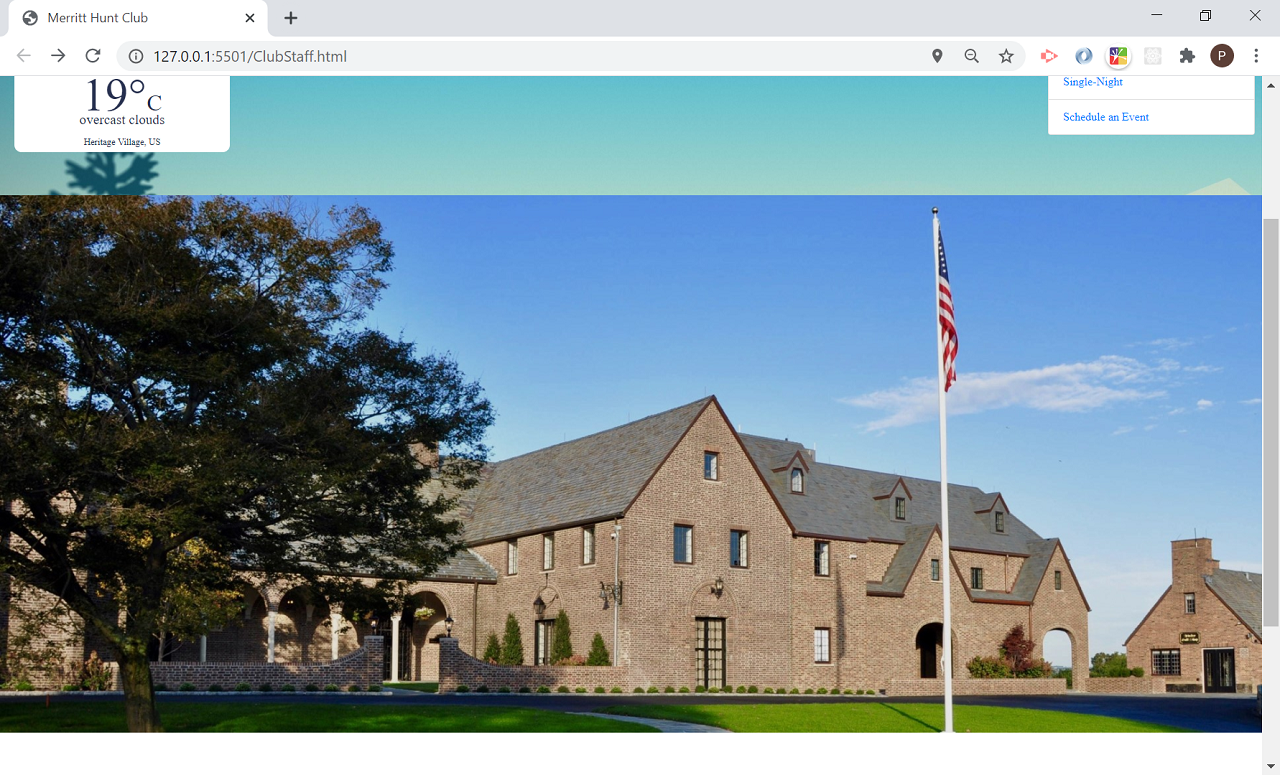 Merritt Hunt Club
127.0.0.1:5501/ClubStaff.html
P
19°C
overcast clouds
Heritage Village, US
Single-Night
Schedule an Event